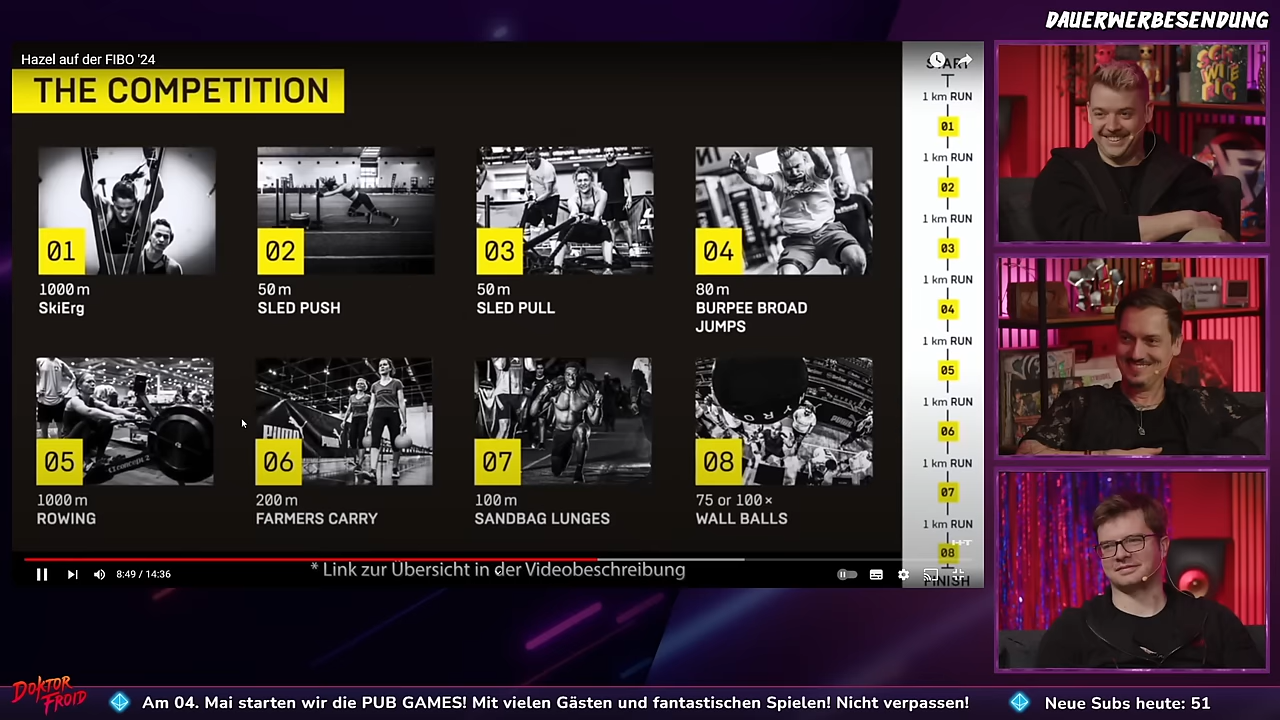 DAUERWERBESENDUNG
Hazel auf der FIBO '24
THE COMPETITION
01
1000 m
SkiErg
02
50 m
SLED PUSH
03
50 m
SLED PULL
04
80 m
BURPEE BROAD
JUMPS
05
1000 m
ROWING
06
200 m
FARMERS CARRY
07
100 m
SANDBAG LUNGES
08
75 or 100×
WALL BALLS
START
1 km RUN
01
1 km RUN
02
1 km RUN
03
1 km RUN
04
1 km RUN
05
1 km RUN
06
1 km RUN
07
1 km RUN
08
FINISH
8:49 / 14:36
* Link zur Übersicht in der Videobeschreibung
DOKTOR
FROID
Am 04. Mai starten wir die PUB GAMES! Mit vielen Gästen und fantastischen Spielen! Nicht verpassen!
Neue Subs heute: 51